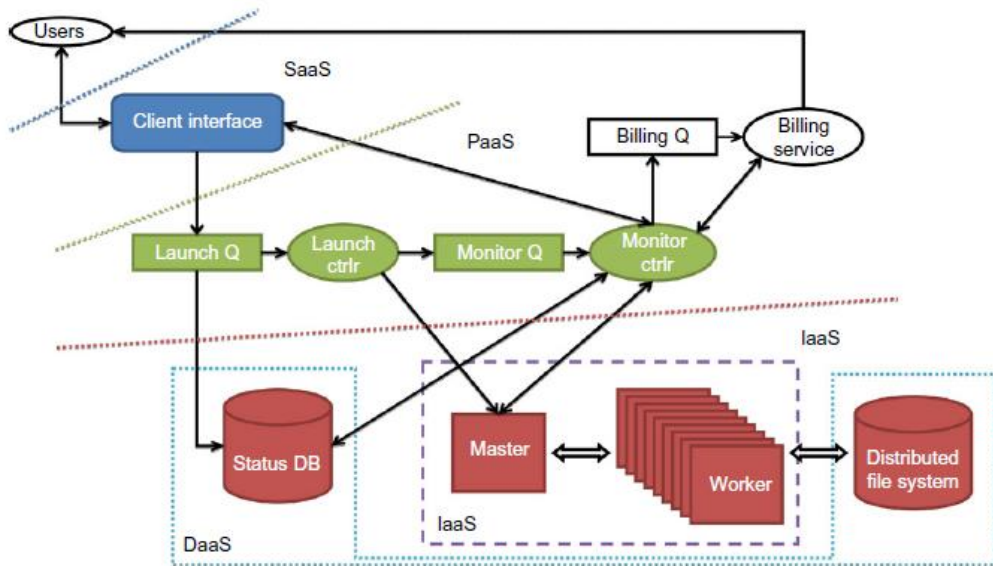 Users
SaaS
Client interface
PaaS
Billing Q
Billing
service
Launch Q
Launch
ctrlr
Monitor Q
Monitor
ctrlr
IaaS
Status DB
Master
Worker
Distributed
file system
IaaS
DaaS